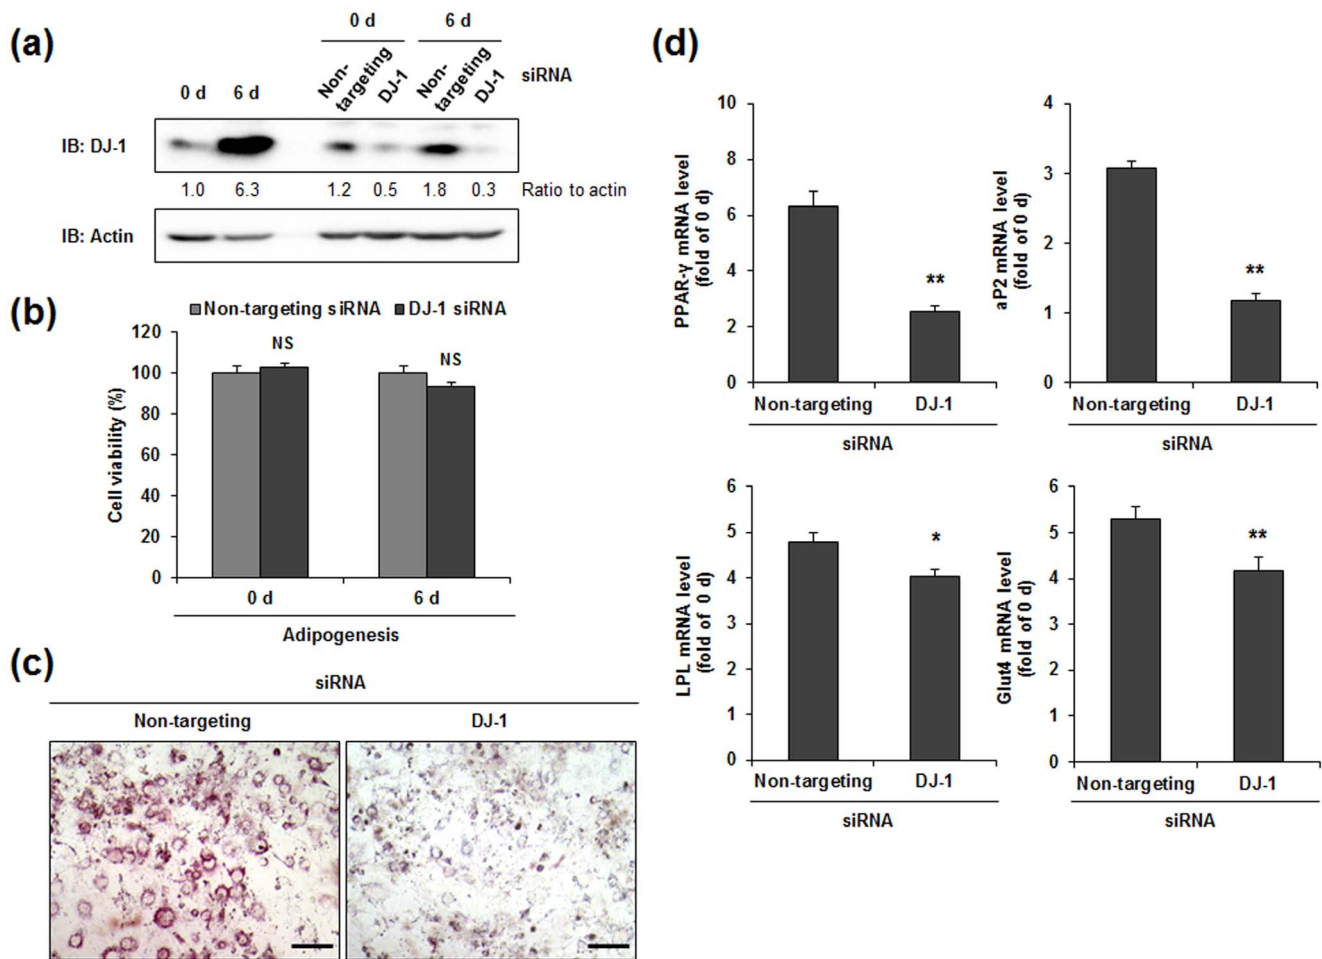 (a)
0 d
6 d
Non-targeting
DJ-1
Non-targeting
DJ-1
siRNA
0 d
6 d
IB: DJ-1
1.0
6.3
1.2
0.5
1.8
0.3
Ratio to actin
IB: Actin
(b)
Non-targeting siRNA
DJ-1 siRNA
120
100
80
60
40
20
0
Cell viability (%)
NS
NS
0 d
6 d
Adipogenesis
(c)
siRNA
Non-targeting
DJ-1
(d)
10
8
6
4
2
0
PPAR-γ mRNA level
(fold of 0 d)
**
Non-targeting
DJ-1
siRNA
4
3
2
1
0
aP2 mRNA level
(fold of 0 d)
**
Non-targeting
DJ-1
siRNA
6
5
4
3
2
1
0
LPL mRNA level
(fold of 0 d)
*
Non-targeting
DJ-1
siRNA
6
5
4
3
2
1
0
Glut4 mRNA level
(fold of 0 d)
**
Non-targeting
DJ-1
siRNA